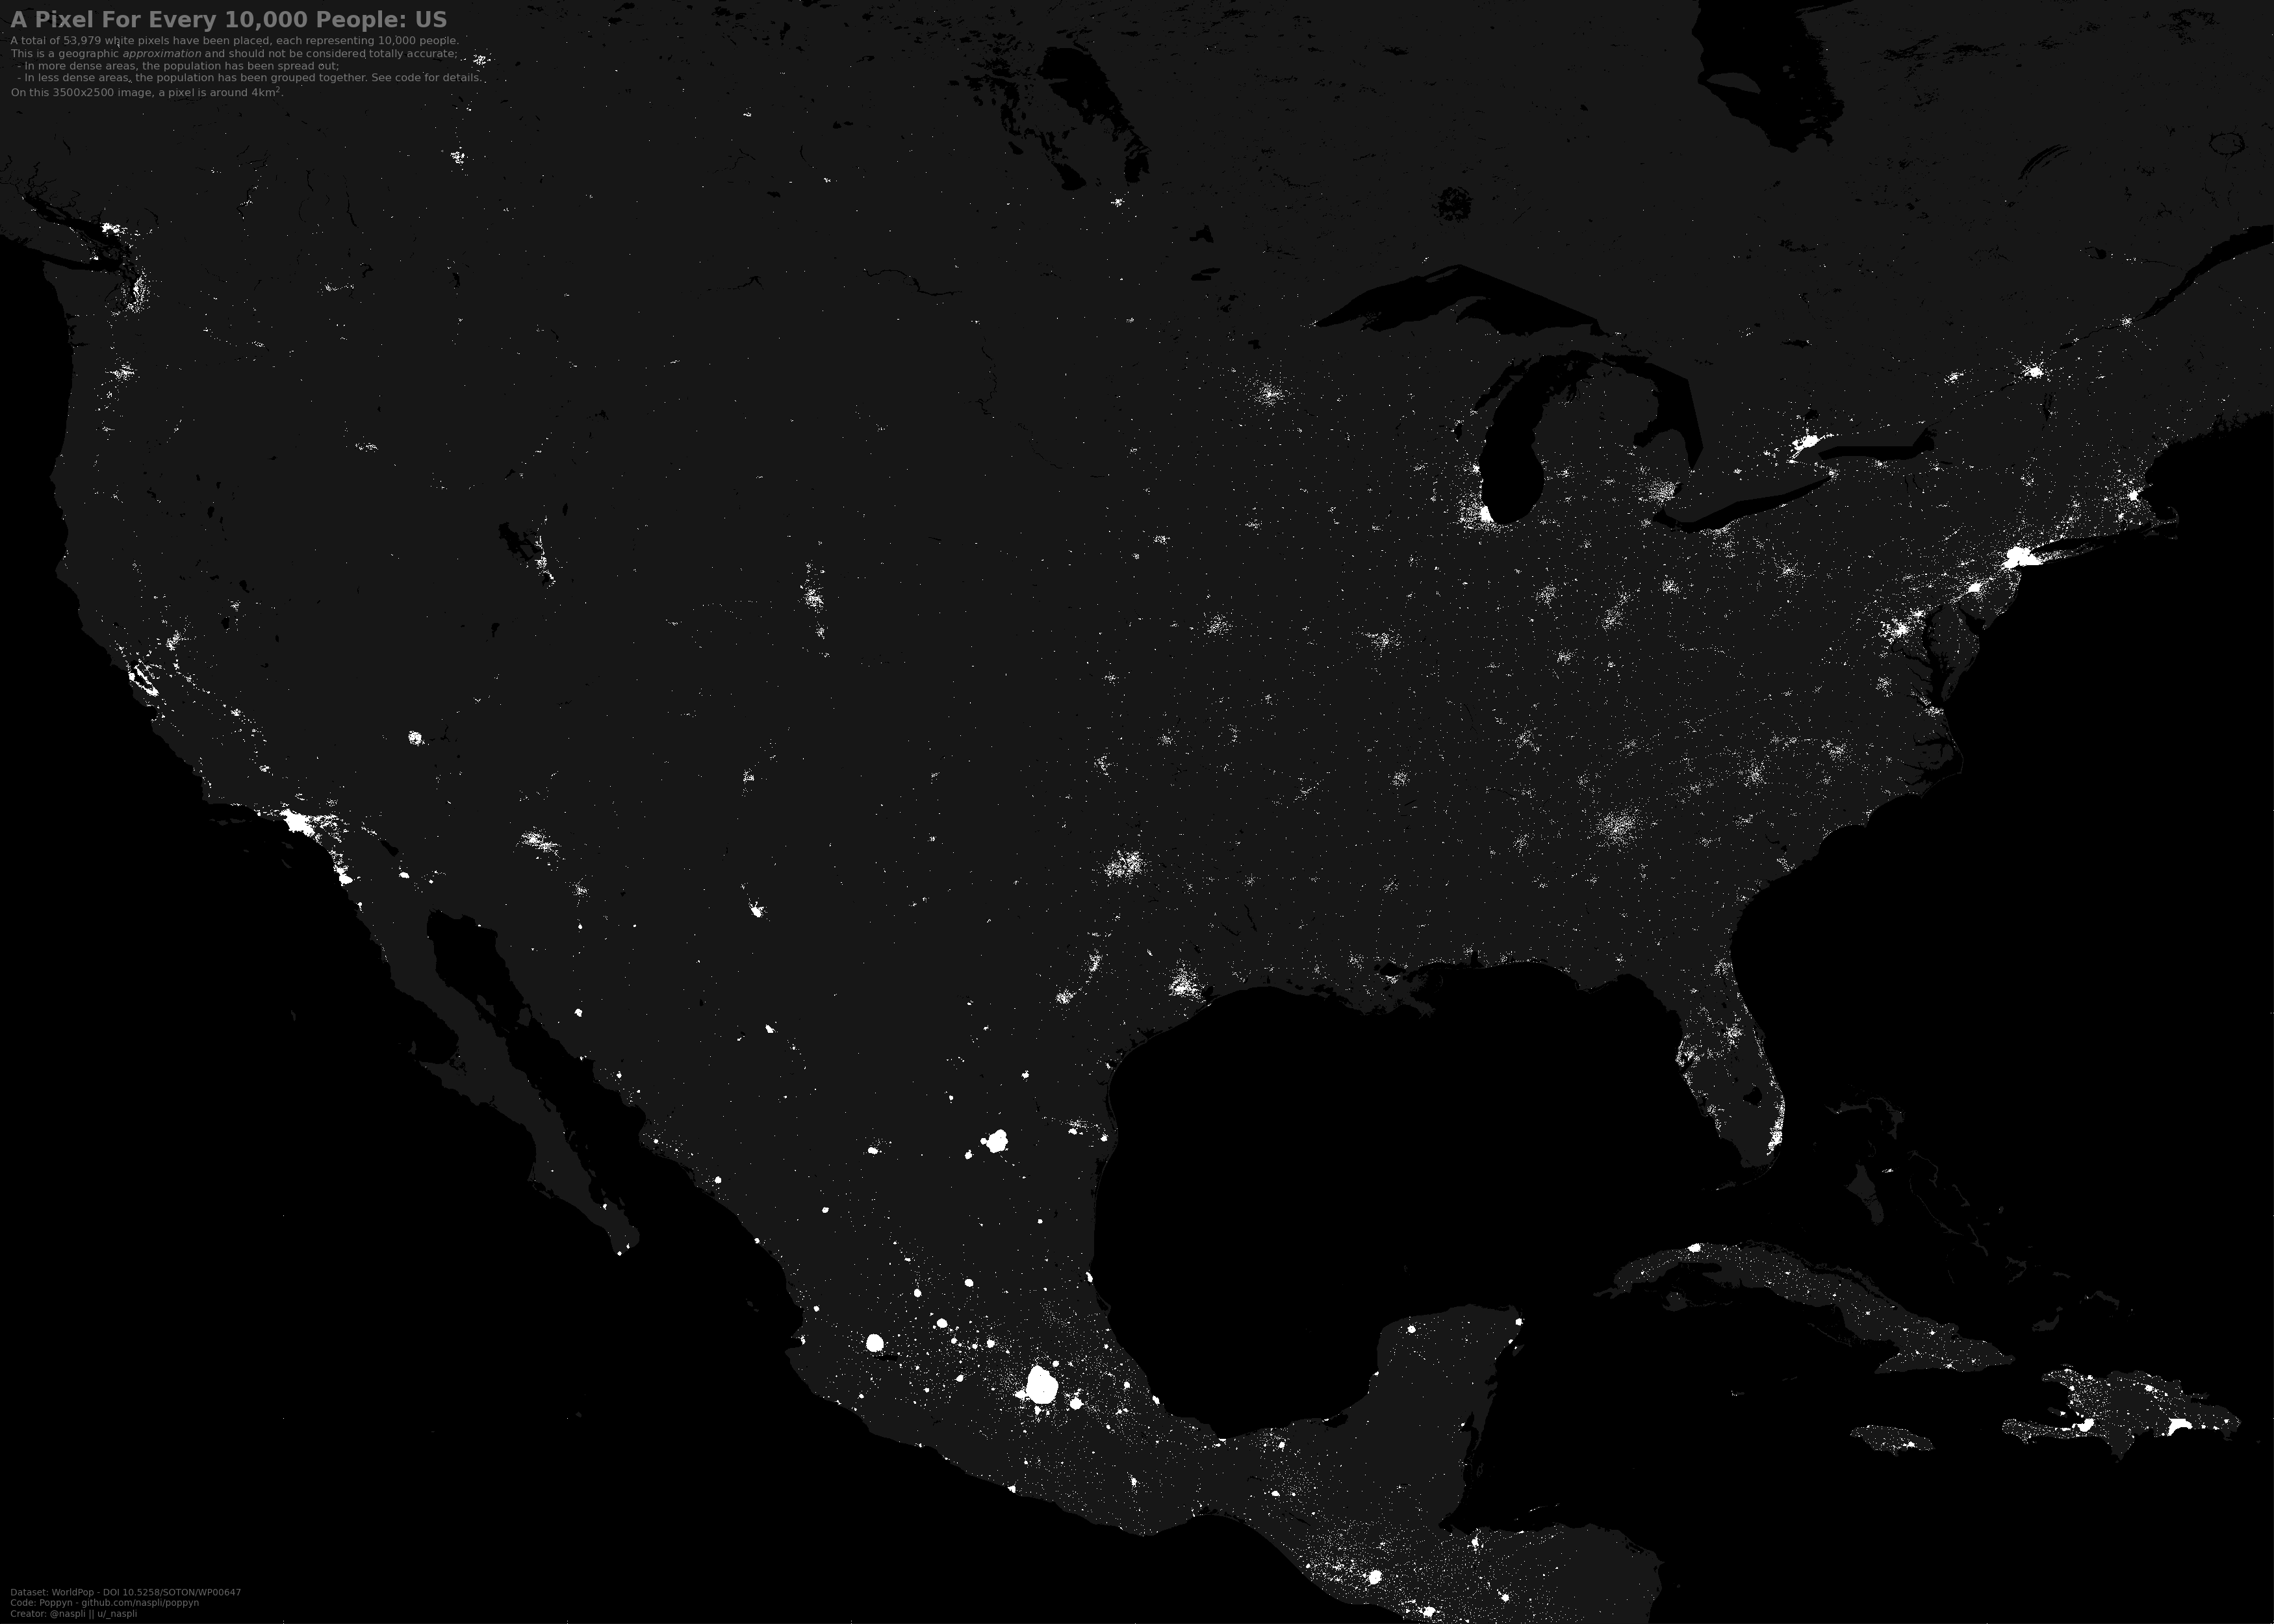 A Pixel For Every 10,000 People: US
A total of 53,979 white pixels have been placed, each representing 10,000 people.
This is a geographic approximation and should not be considered totally accurate;
- In more dense areas, the population has been spread out;
- In less dense areas, the population has been grouped together. See code for details.
On this 3500x2500 image, a pixel is around 4km².
Dataset: WorldPop - DOI 10.5258/SOTON/WP00647
Code: Poppyn - github.com/naspli/poppyn
Creator: @naspli || u/_naspli